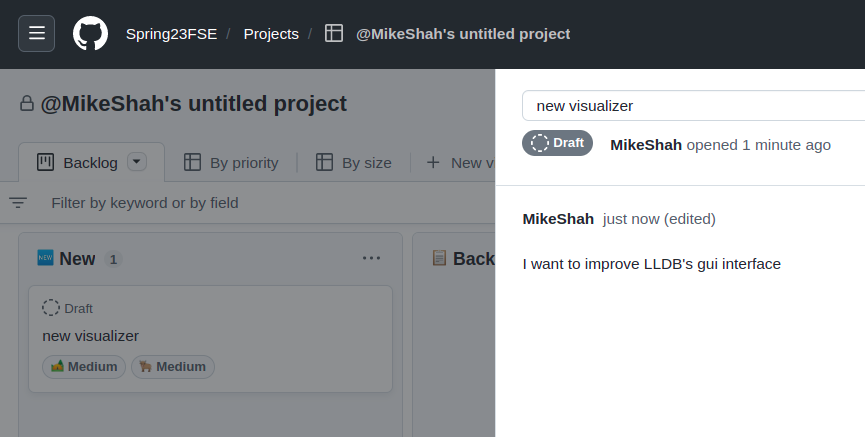 Spring23FSE / Projects / @MikeShah's untitled project
@MikeShah's untitled project
Backlog By priority By size New v
Filter by keyword or by field
New 1
Draft
new visualizer
Medium Medium
Back
new visualizer
Draft MikeShah opened 1 minute ago
MikeShah just now (edited)
I want to improve LLDB's gui interface